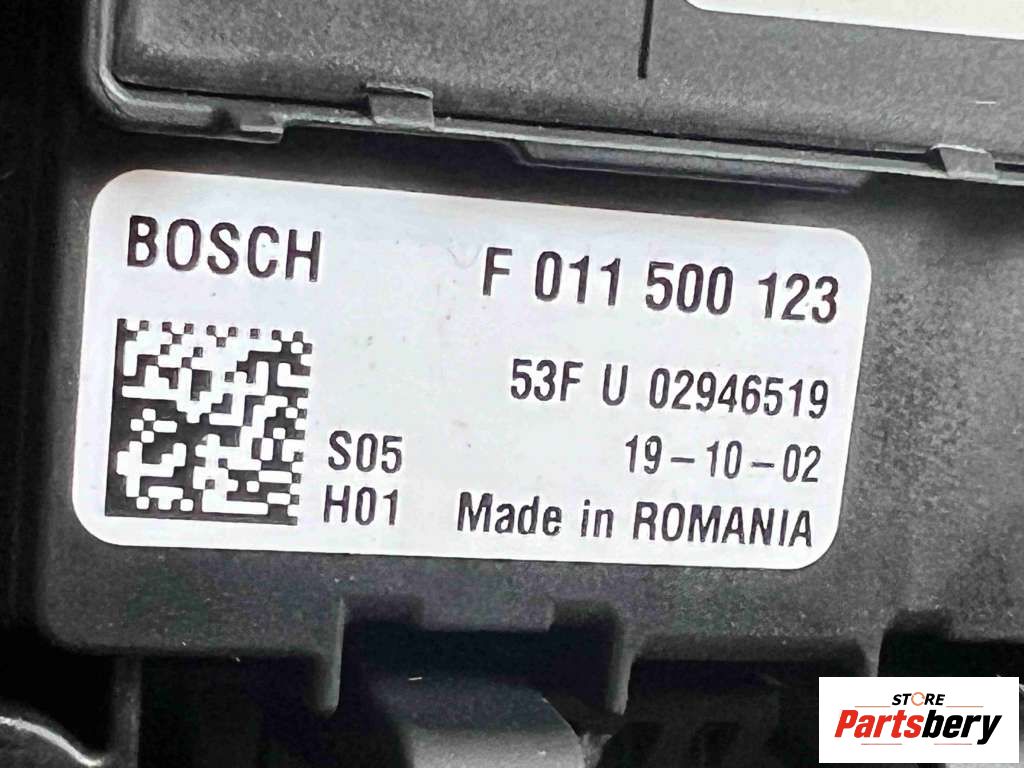 BOSCH F 011 500 123
53F U 02946519
S05 19-10-02
H01 Made in ROMANIA
STORE
Partsbery